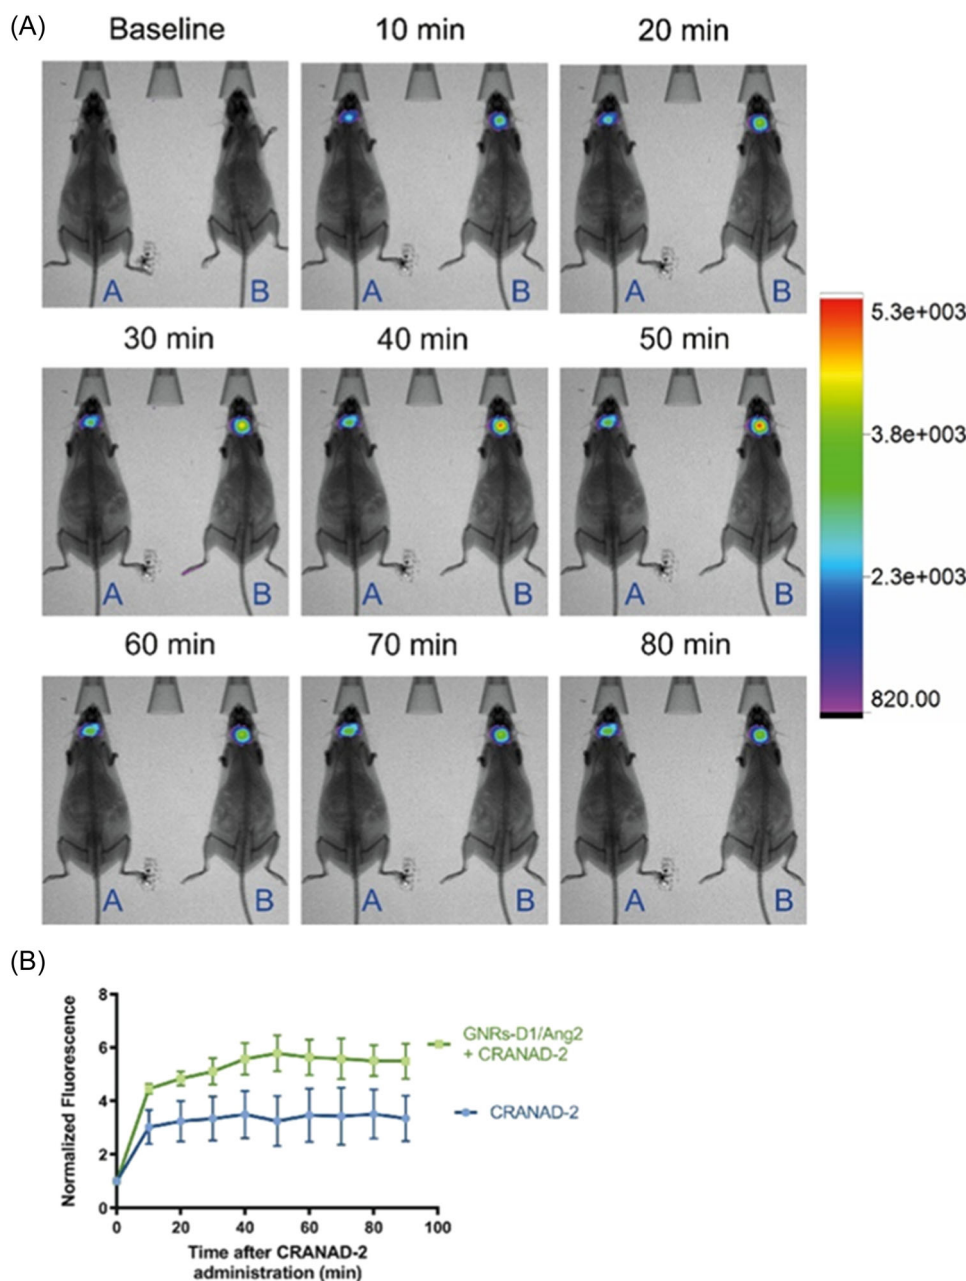 (A)
Baseline
10 min
20 min
A
B
A
B
A
B
30 min
40 min
50 min
A
B
A
B
A
B
60 min
70 min
80 min
A
B
A
B
A
B
5.3e+003
3.8e+003
2.3e+003
820.00
(B)
Normalized Fluorescence
8
6
4
2
0
0
20
40
60
80
100
Time after CRANAD-2
administration (min)
GNRs-D1/Ang2
+ CRANAD-2
CRANAD-2